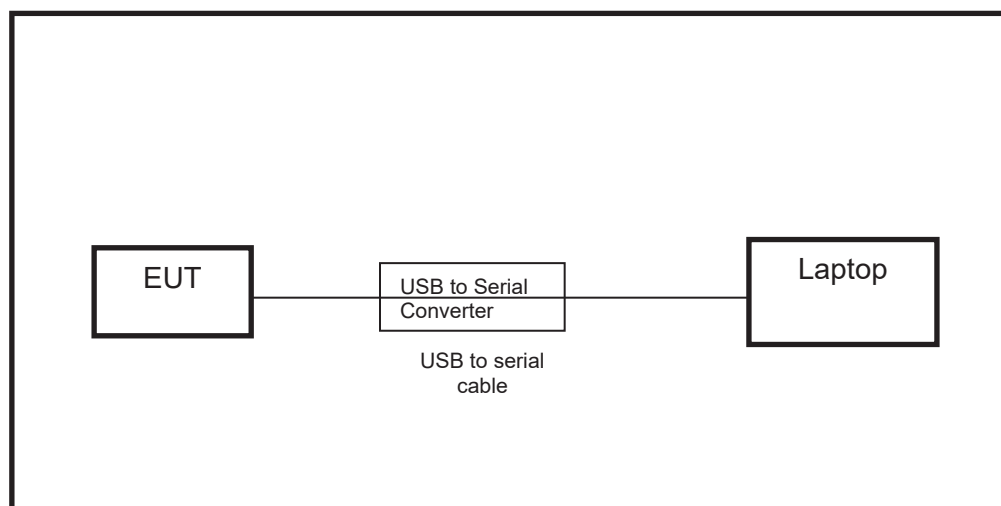 EUT
USB to Serial
Converter
Laptop
USB to serial
cable